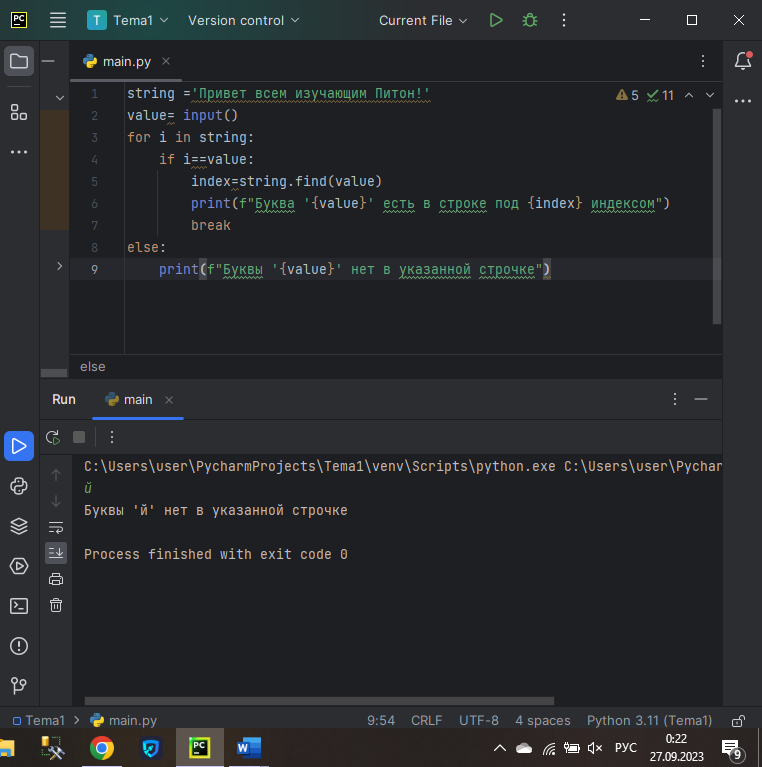 PC T Tema1 Version control Current File
main.py
1 string ='Привет всем изучающим Питон!' 5 11
2 value= input()
3 for i in string:
4 if i==value:
5 index=string.find(value)
6 print(f"Буква '{value}' есть в строке под {index} индексом")
7 break
8 else:
9 print(f"Буквы '{value}' нет в указанной строчке")
else
Run main
C:\Users\user\PycharmProjects\Tema1\venv\Scripts\python.exe C:\Users\user\Pychar
й
Буквы 'й' нет в указанной строчке
Process finished with exit code 0
Tema1 main.py 9:54 CRLF UTF-8 4 spaces Python 3.11 (Tema1)
PC W РУС 0:22 9
27.09.2023